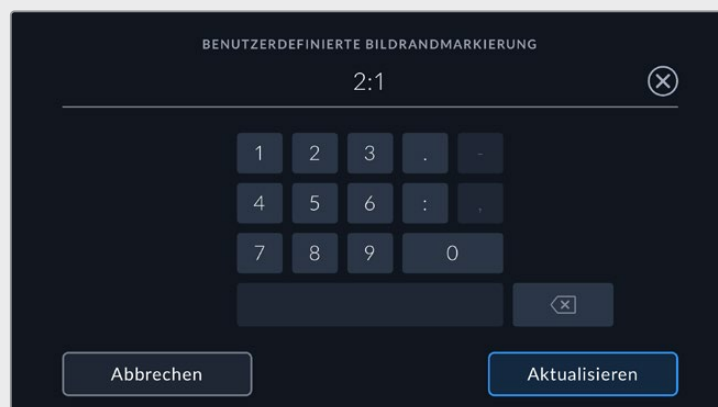 BENUTZERDEFINIERTE BILDRANDMARKIERUNG
2:1
1 2 3 . -
4 5 6 : ,
7 8 9 0
Abbrechen Aktualisieren